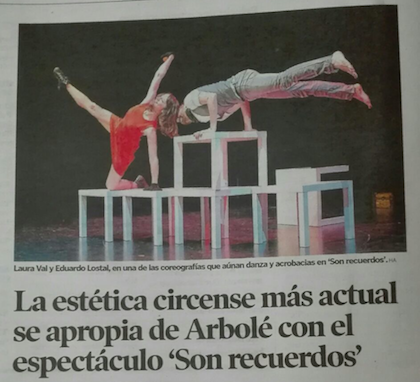 Laura Val y Eduardo Lostal, en una de las coreografías que aúnan danza y acrobacias en ‘Son recuerdos’. HA
La estética circense más actual
se apropia de Arbolé con el
espectáculo ‘Son recuerdos’